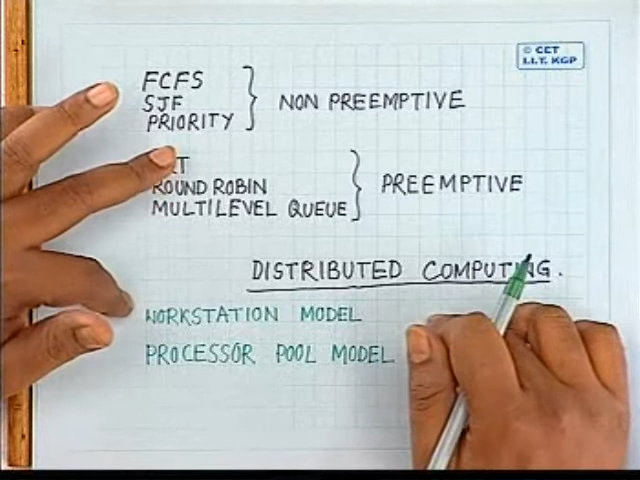 © CET
I.I.T. KGP
FCFS
SJF
PRIORITY
NON PREEMPTIVE
ROUND ROBIN
MULTILEVEL QUEUE
PREEMPTIVE
DISTRIBUTED COMPUTING.
WORKSTATION MODEL
PROCESSOR POOL MODEL